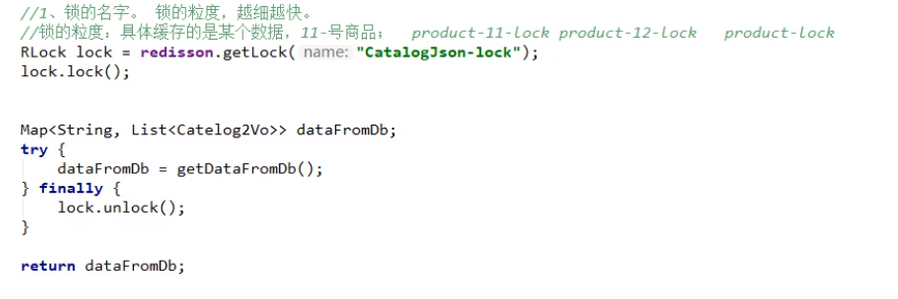 //1、锁的名字。 锁的粒度，越细越快。
//锁的粒度：具体缓存的是某个数据，11-号商品； product-11-lock product-12-lock product-lock
RLock lock = redisson.getLock( name: "CatalogJson-lock");
lock.lock();
Map<String, List<Catelog2Vo>> dataFromDb;
try {
dataFromDb = getDataFromDb();
} finally {
lock.unlock();
}
return dataFromDb;